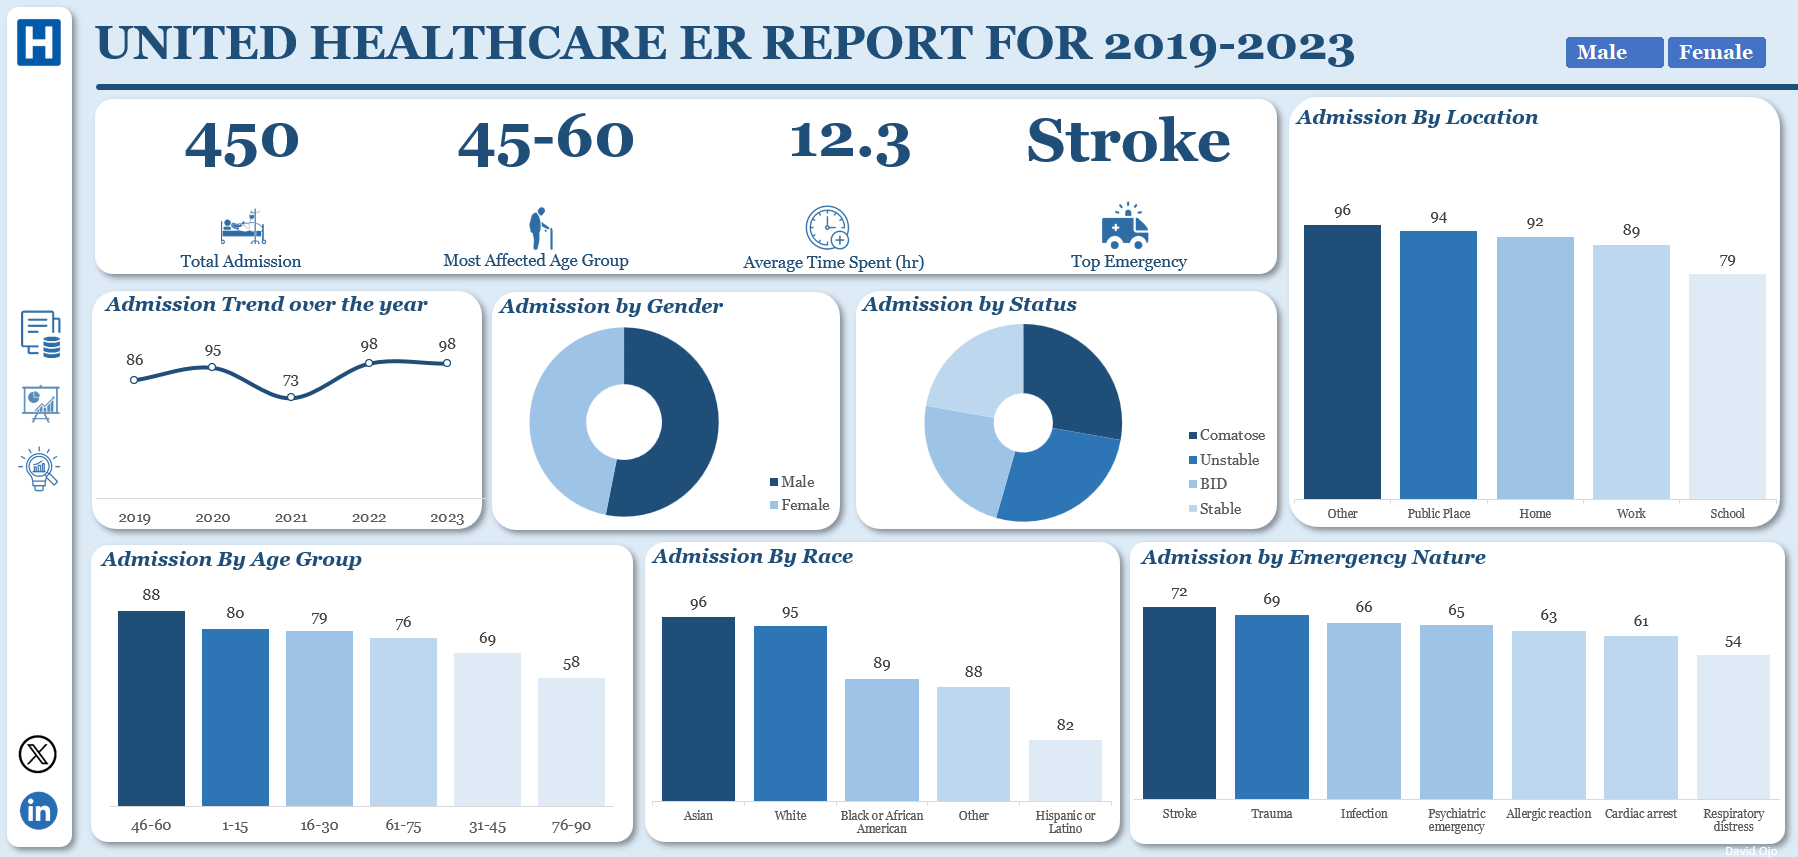 H
UNITED HEALTHCARE ER REPORT FOR 2019-2023
Male
Female
450
45-60
12.3
Stroke
Total Admission
Most Affected Age Group
Average Time Spent (hr)
Top Emergency
Admission By Location
96
94
92
89
79
Other
Public Place
Home
Work
School
Admission Trend over the year
86
95
73
98
98
2019
2020
2021
2022
2023
Admission by Gender
Male
Female
Admission by Status
Comatose
Unstable
BID
Stable
Admission By Age Group
88
80
79
76
69
58
46-60
1-15
16-30
61-75
31-45
76-90
Admission By Race
96
95
89
88
82
Asian
White
Black or African
American
Other
Hispanic or
Latino
Admission by Emergency Nature
72
69
66
65
63
61
54
Stroke
Trauma
Infection
Psychiatric
emergency
Allergic reaction
Cardiac arrest
Respiratory
distress
X
in
David Ojo